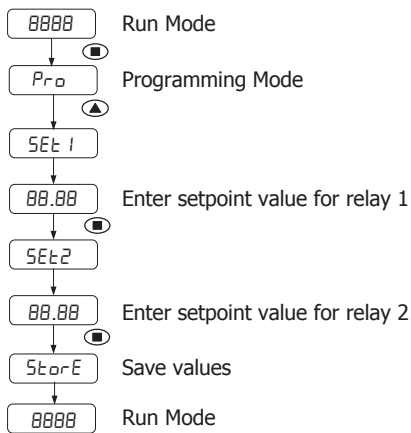 8888 Run Mode
Pro Programming Mode
SEt 1
88.88 Enter setpoint value for relay 1
SEt2
88.88 Enter setpoint value for relay 2
StorE Save values
8888 Run Mode